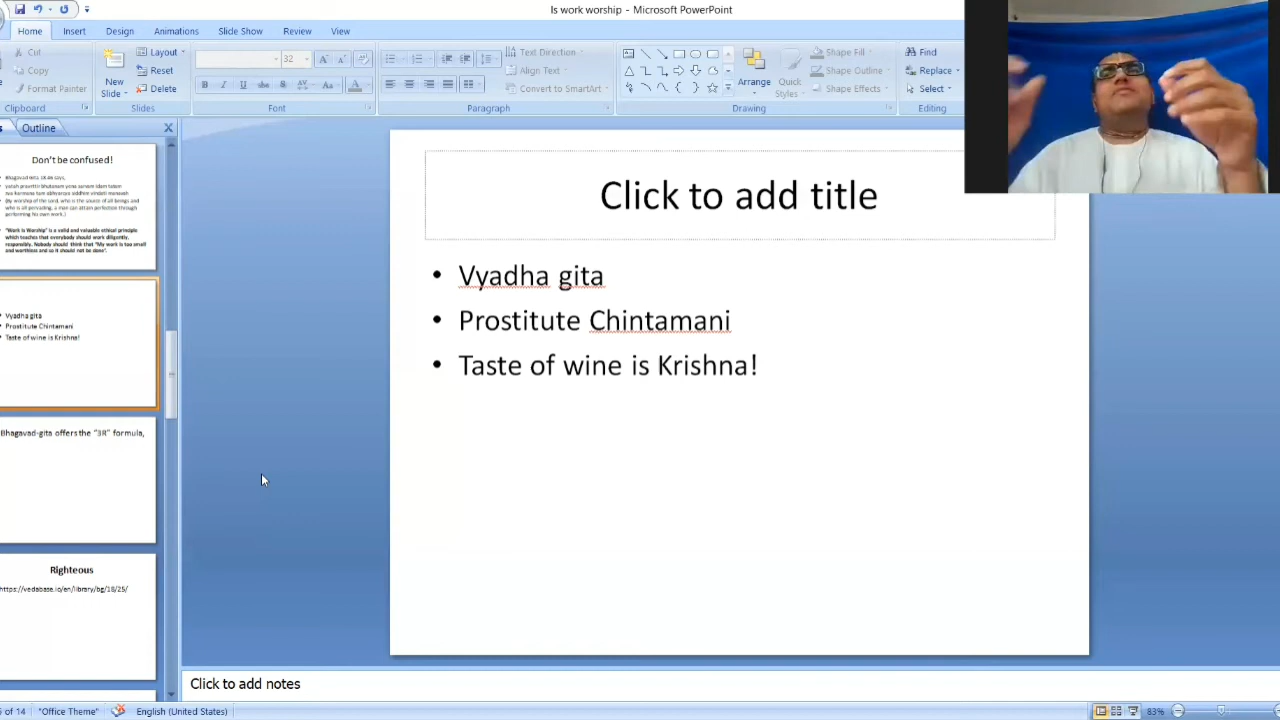 Is work worship - Microsoft PowerPoint
Home Insert Design Animations Slide Show Review View
Cut
Copy
Format Painter
Clipboard
New
Slide
Layout
Reset
Delete
Slides
32
B I U abc S AV Aa A
Font
Text Direction
Align Text
Convert to SmartArt
Paragraph
Arrange
Quick
Styles
Shape Fill
Shape Outline
Shape Effects
Drawing
Find
Replace
Select
Editing
Outline
Don't be confused!
"Work is Worship" is a valid and valuable ethical principle
which teaches that everybody should work diligently,
responsibly. Nobody should think that "My work is too small
and worthless and so it should not be done".
• Vyadha gita
• Prostitute Chintamani
• Taste of wine is Krishna!
Bhagavad-gita offers the "3R" formula,
Righteous
https://vedabase.io/en/library/bg/18/25/
Click to add title
• Vyadha gita
• Prostitute Chintamani
• Taste of wine is Krishna!
Click to add notes
of 14 "Office Theme" English (United States) 83%